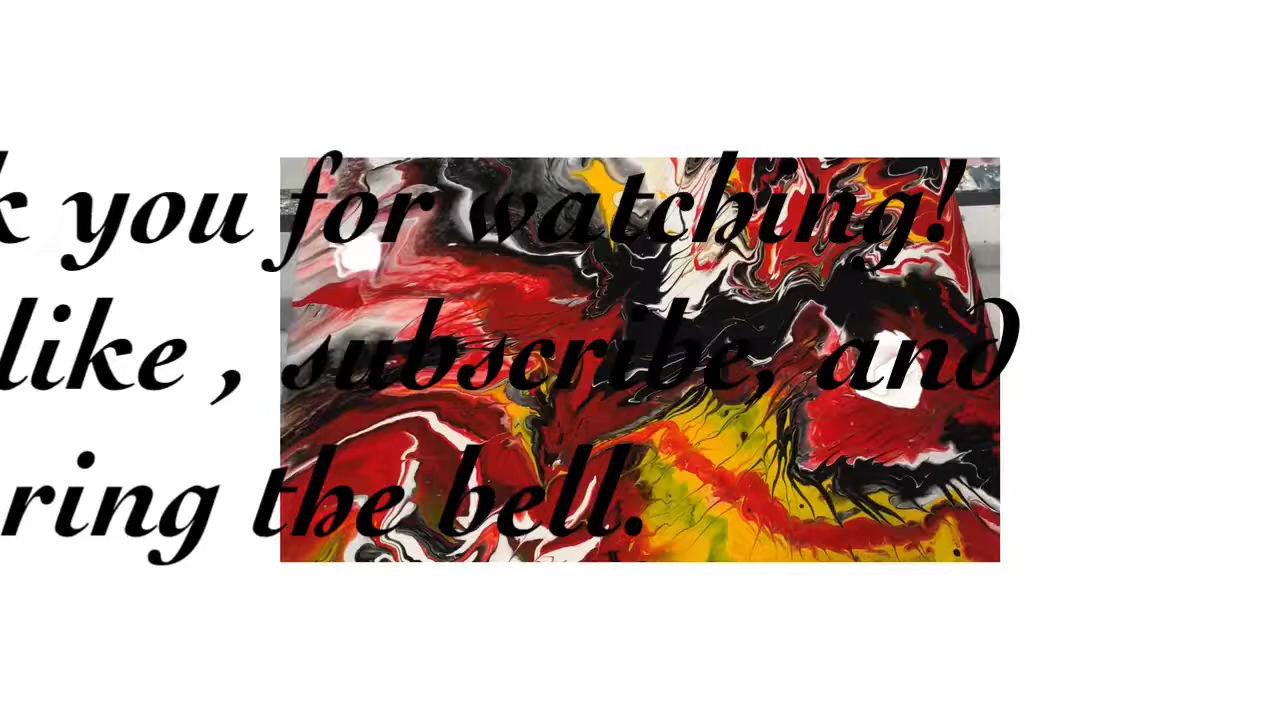 k you for watching!
like , subscribe, and
ring the bell.